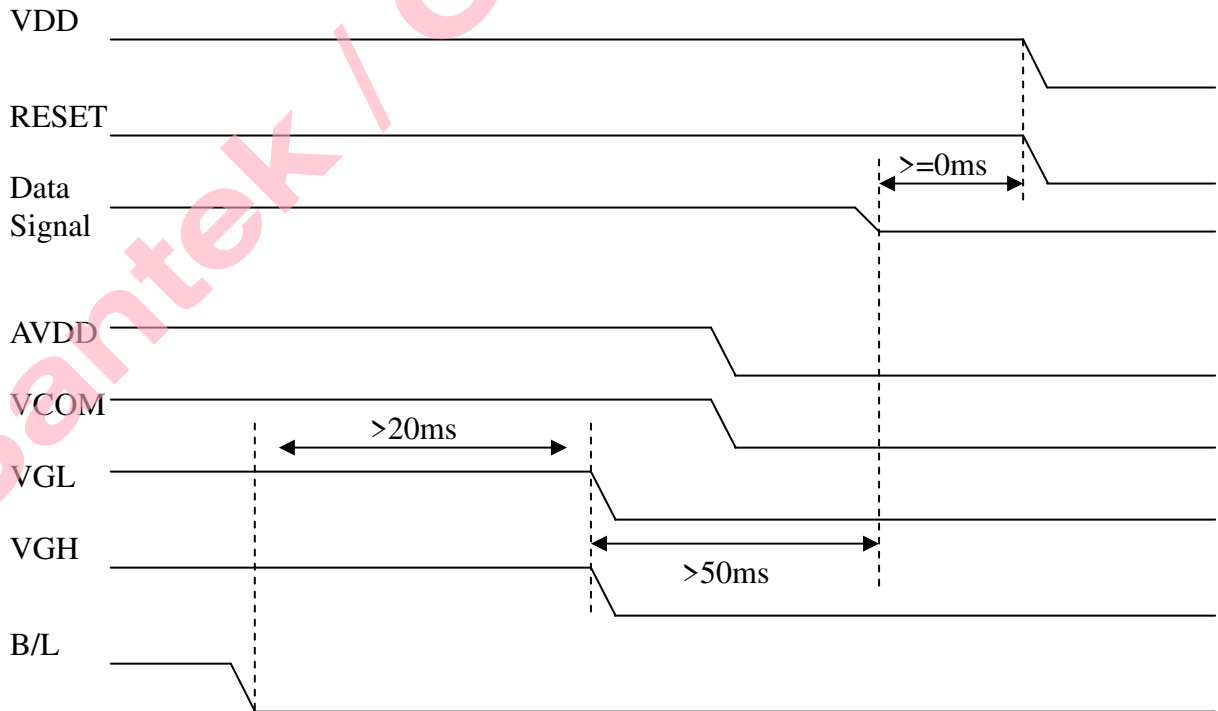 VDD
RESET
>=0ms
Data
Signal
AVDD
VCOM
>20ms
VGL
VGH
>50ms
B/L